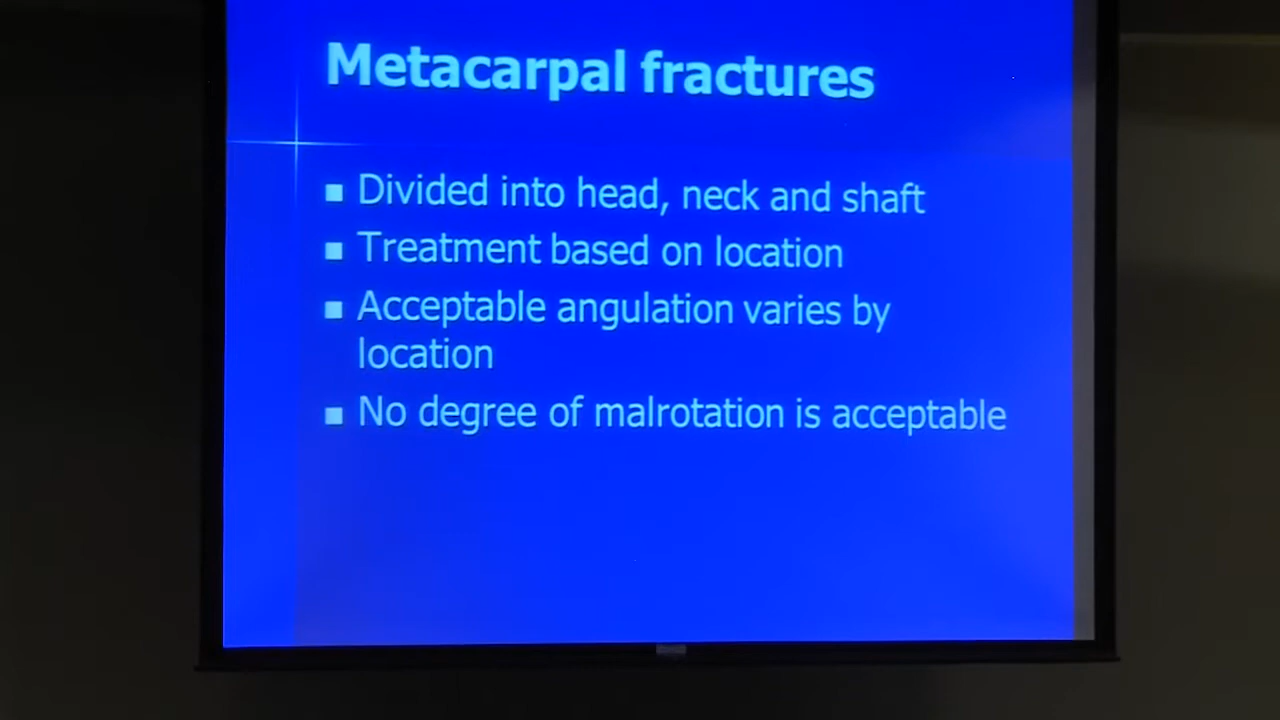 Metacarpal fractures
■ Divided into head, neck and shaft
■ Treatment based on location
■ Acceptable angulation varies by
location
■ No degree of malrotation is acceptable